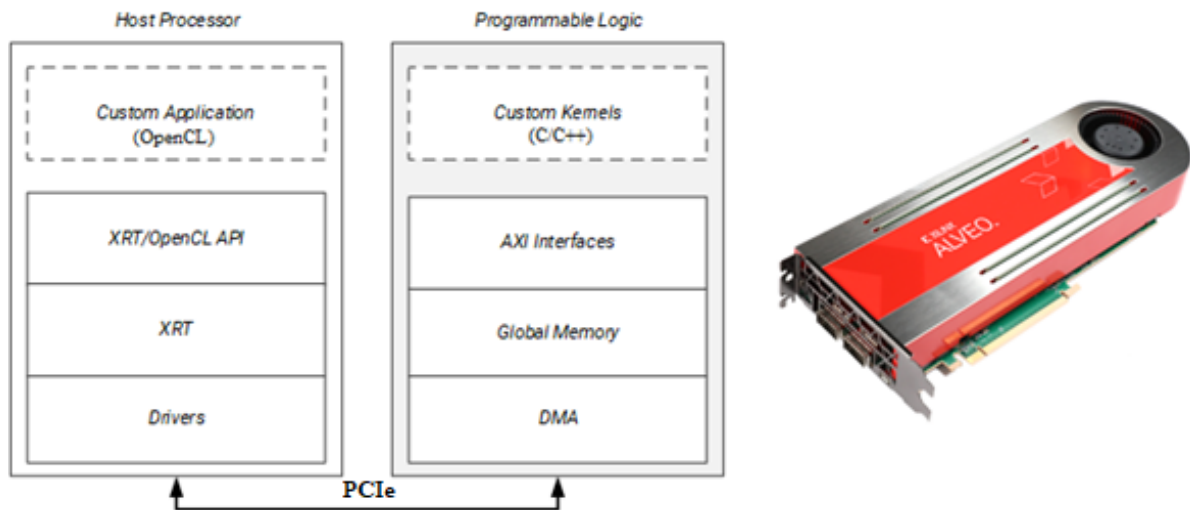 Host Processor
Programmable Logic
Custom Application
(OpenCL)
Custom Kernels
(C/C++)
XRT/OpenCL API
AXI Interfaces
XRT
Global Memory
Drivers
DMA
PCIe
XILINX
ALVEO.